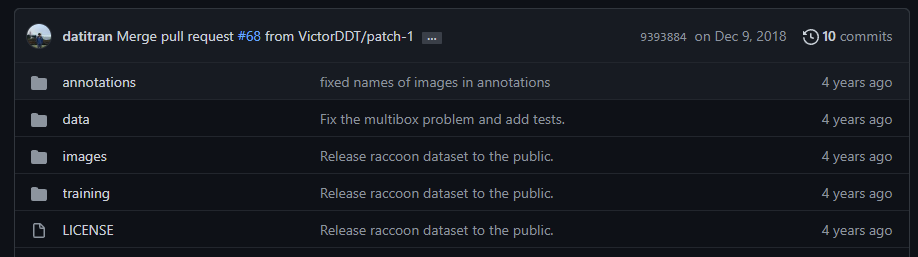 datitran Merge pull request #68 from VictorDDT/patch-1 ... 9393884 on Dec 9, 2018 10 commits
annotations fixed names of images in annotations 4 years ago
data Fix the multibox problem and add tests. 4 years ago
images Release raccoon dataset to the public. 4 years ago
training Release raccoon dataset to the public. 4 years ago
LICENSE Release raccoon dataset to the public. 4 years ago